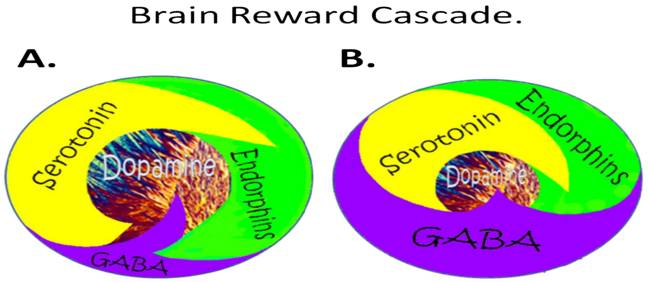 Brain Reward Cascade.
A.
Serotonin
Dopamine
Endorphins
GABA
B.
Serotonin
Endorphins
Dopamine
GABA